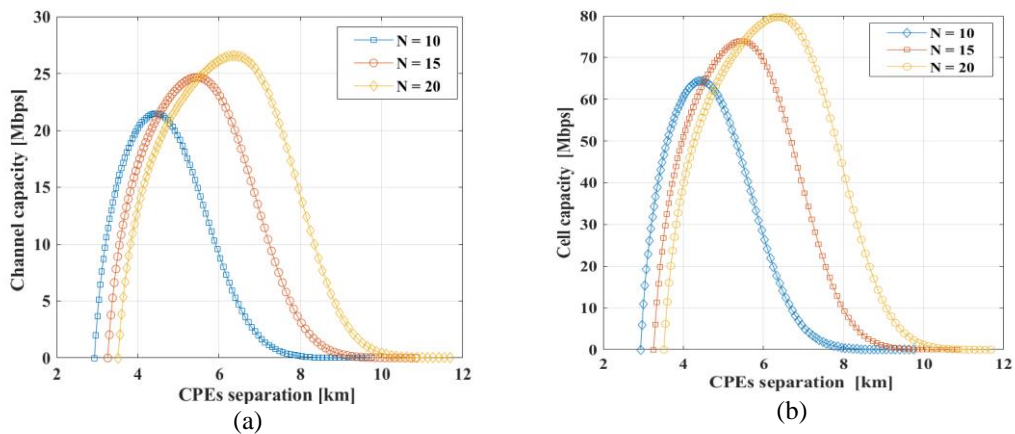 30
25
20
15
10
5
0
Channel capacity [Mbps]
N = 10
N = 15
N = 20
2 4 6 8 10 12
CPEs separation [km]
(a)
80
70
60
50
40
30
20
10
0
Cell capacity [Mbps]
N = 10
N = 15
N = 20
2 4 6 8 10 12
CPEs separation [km]
(b)